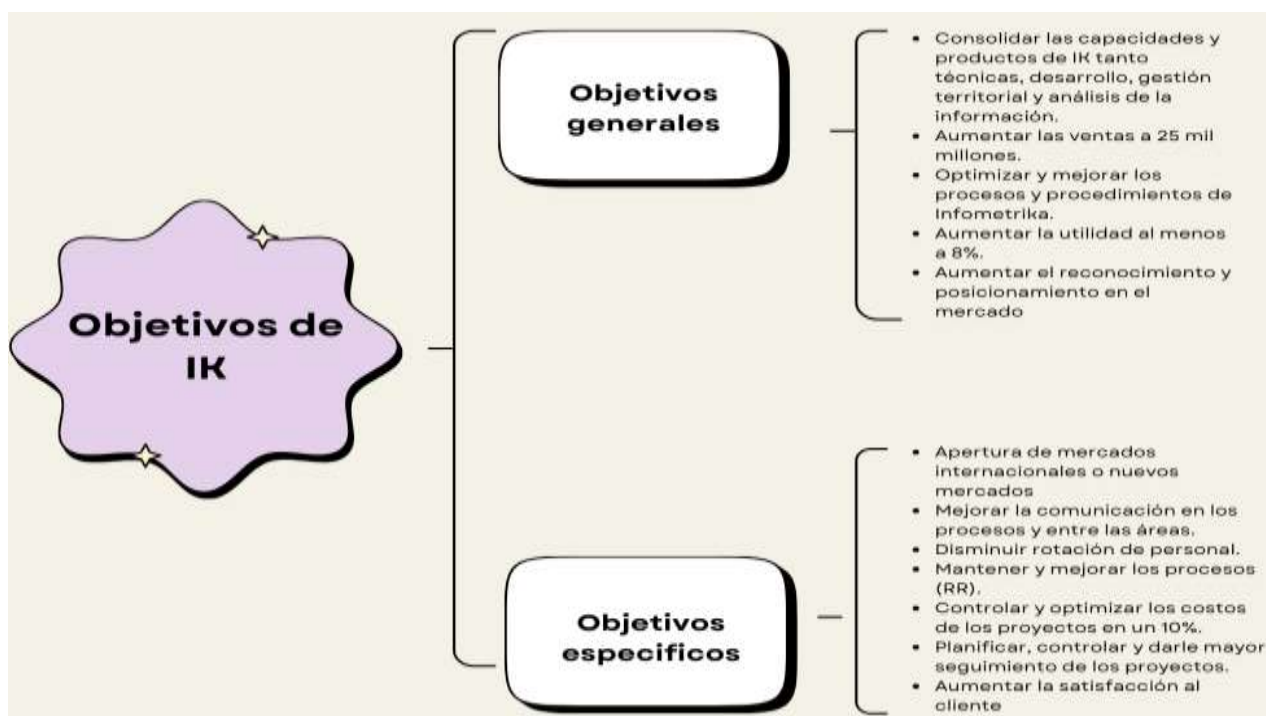 Objetivos de
IK
Objetivos
generales
• Consolidar las capacidades y
productos de IK tanto
técnicas, desarrollo, gestión
territorial y análisis de la
información.
• Aumentar las ventas a 25 mil
millones.
• Optimizar y mejorar los
procesos y procedimientos de
Infometrika.
• Aumentar la utilidad al menos
a 8%.
• Aumentar el reconocimiento y
posicionamiento en el
mercado
Objetivos
especificos
• Apertura de mercados
internacionales o nuevos
mercados
• Mejorar la comunicación en los
procesos y entre las áreas.
• Disminuir rotación de personal.
• Mantener y mejorar los procesos
(RR).
• Controlar y optimizar los costos
de los proyectos en un 10%.
• Planificar, controlar y darle mayor
seguimiento de los proyectos.
• Aumentar la satisfacción al
cliente